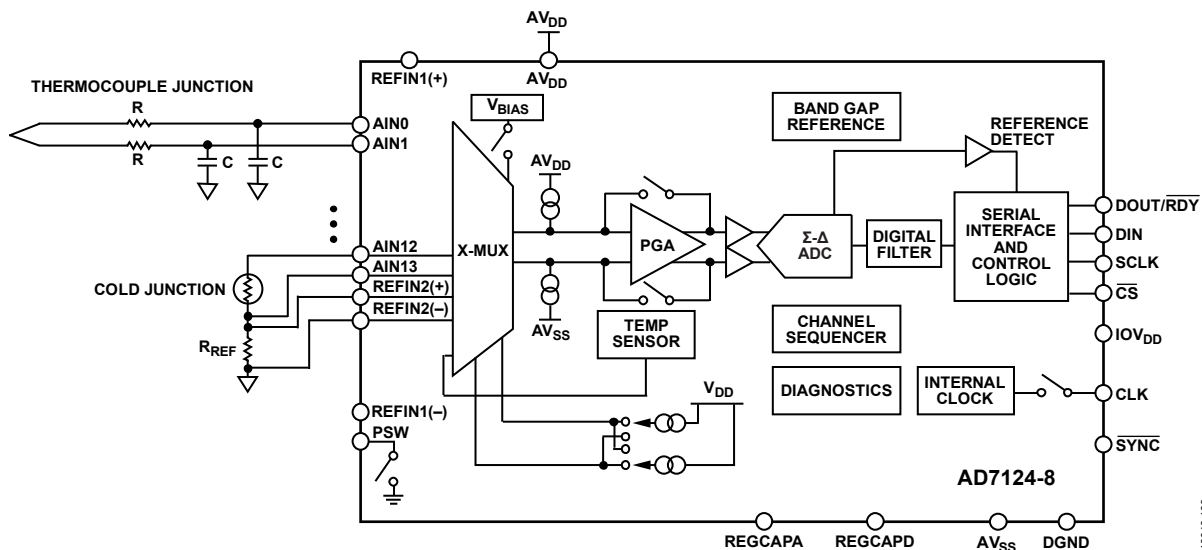 AVDD
REFIN1(+)
AVDD
THERMOCOUPLE JUNCTION
R
R
C
C
AIN0
AIN1
VBIAS
BAND GAP
REFERENCE
REFERENCE
DETECT
AVDD
X-MUX
PGA
Σ-Δ
ADC
DIGITAL
FILTER
SERIAL
INTERFACE
AND
CONTROL
LOGIC
DOUT/RDY
DIN
SCLK
CS
AIN12
AIN13
REFIN2(+)
REFIN2(–)
COLD JUNCTION
RREF
AVSS
TEMP
SENSOR
CHANNEL
SEQUENCER
IOVDD
DIAGNOSTICS
INTERNAL
CLOCK
CLK
VDD
REFIN1(–)
PSW
SYNC
AD7124-8
REGCAPA
REGCAPD
AVSS
DGND